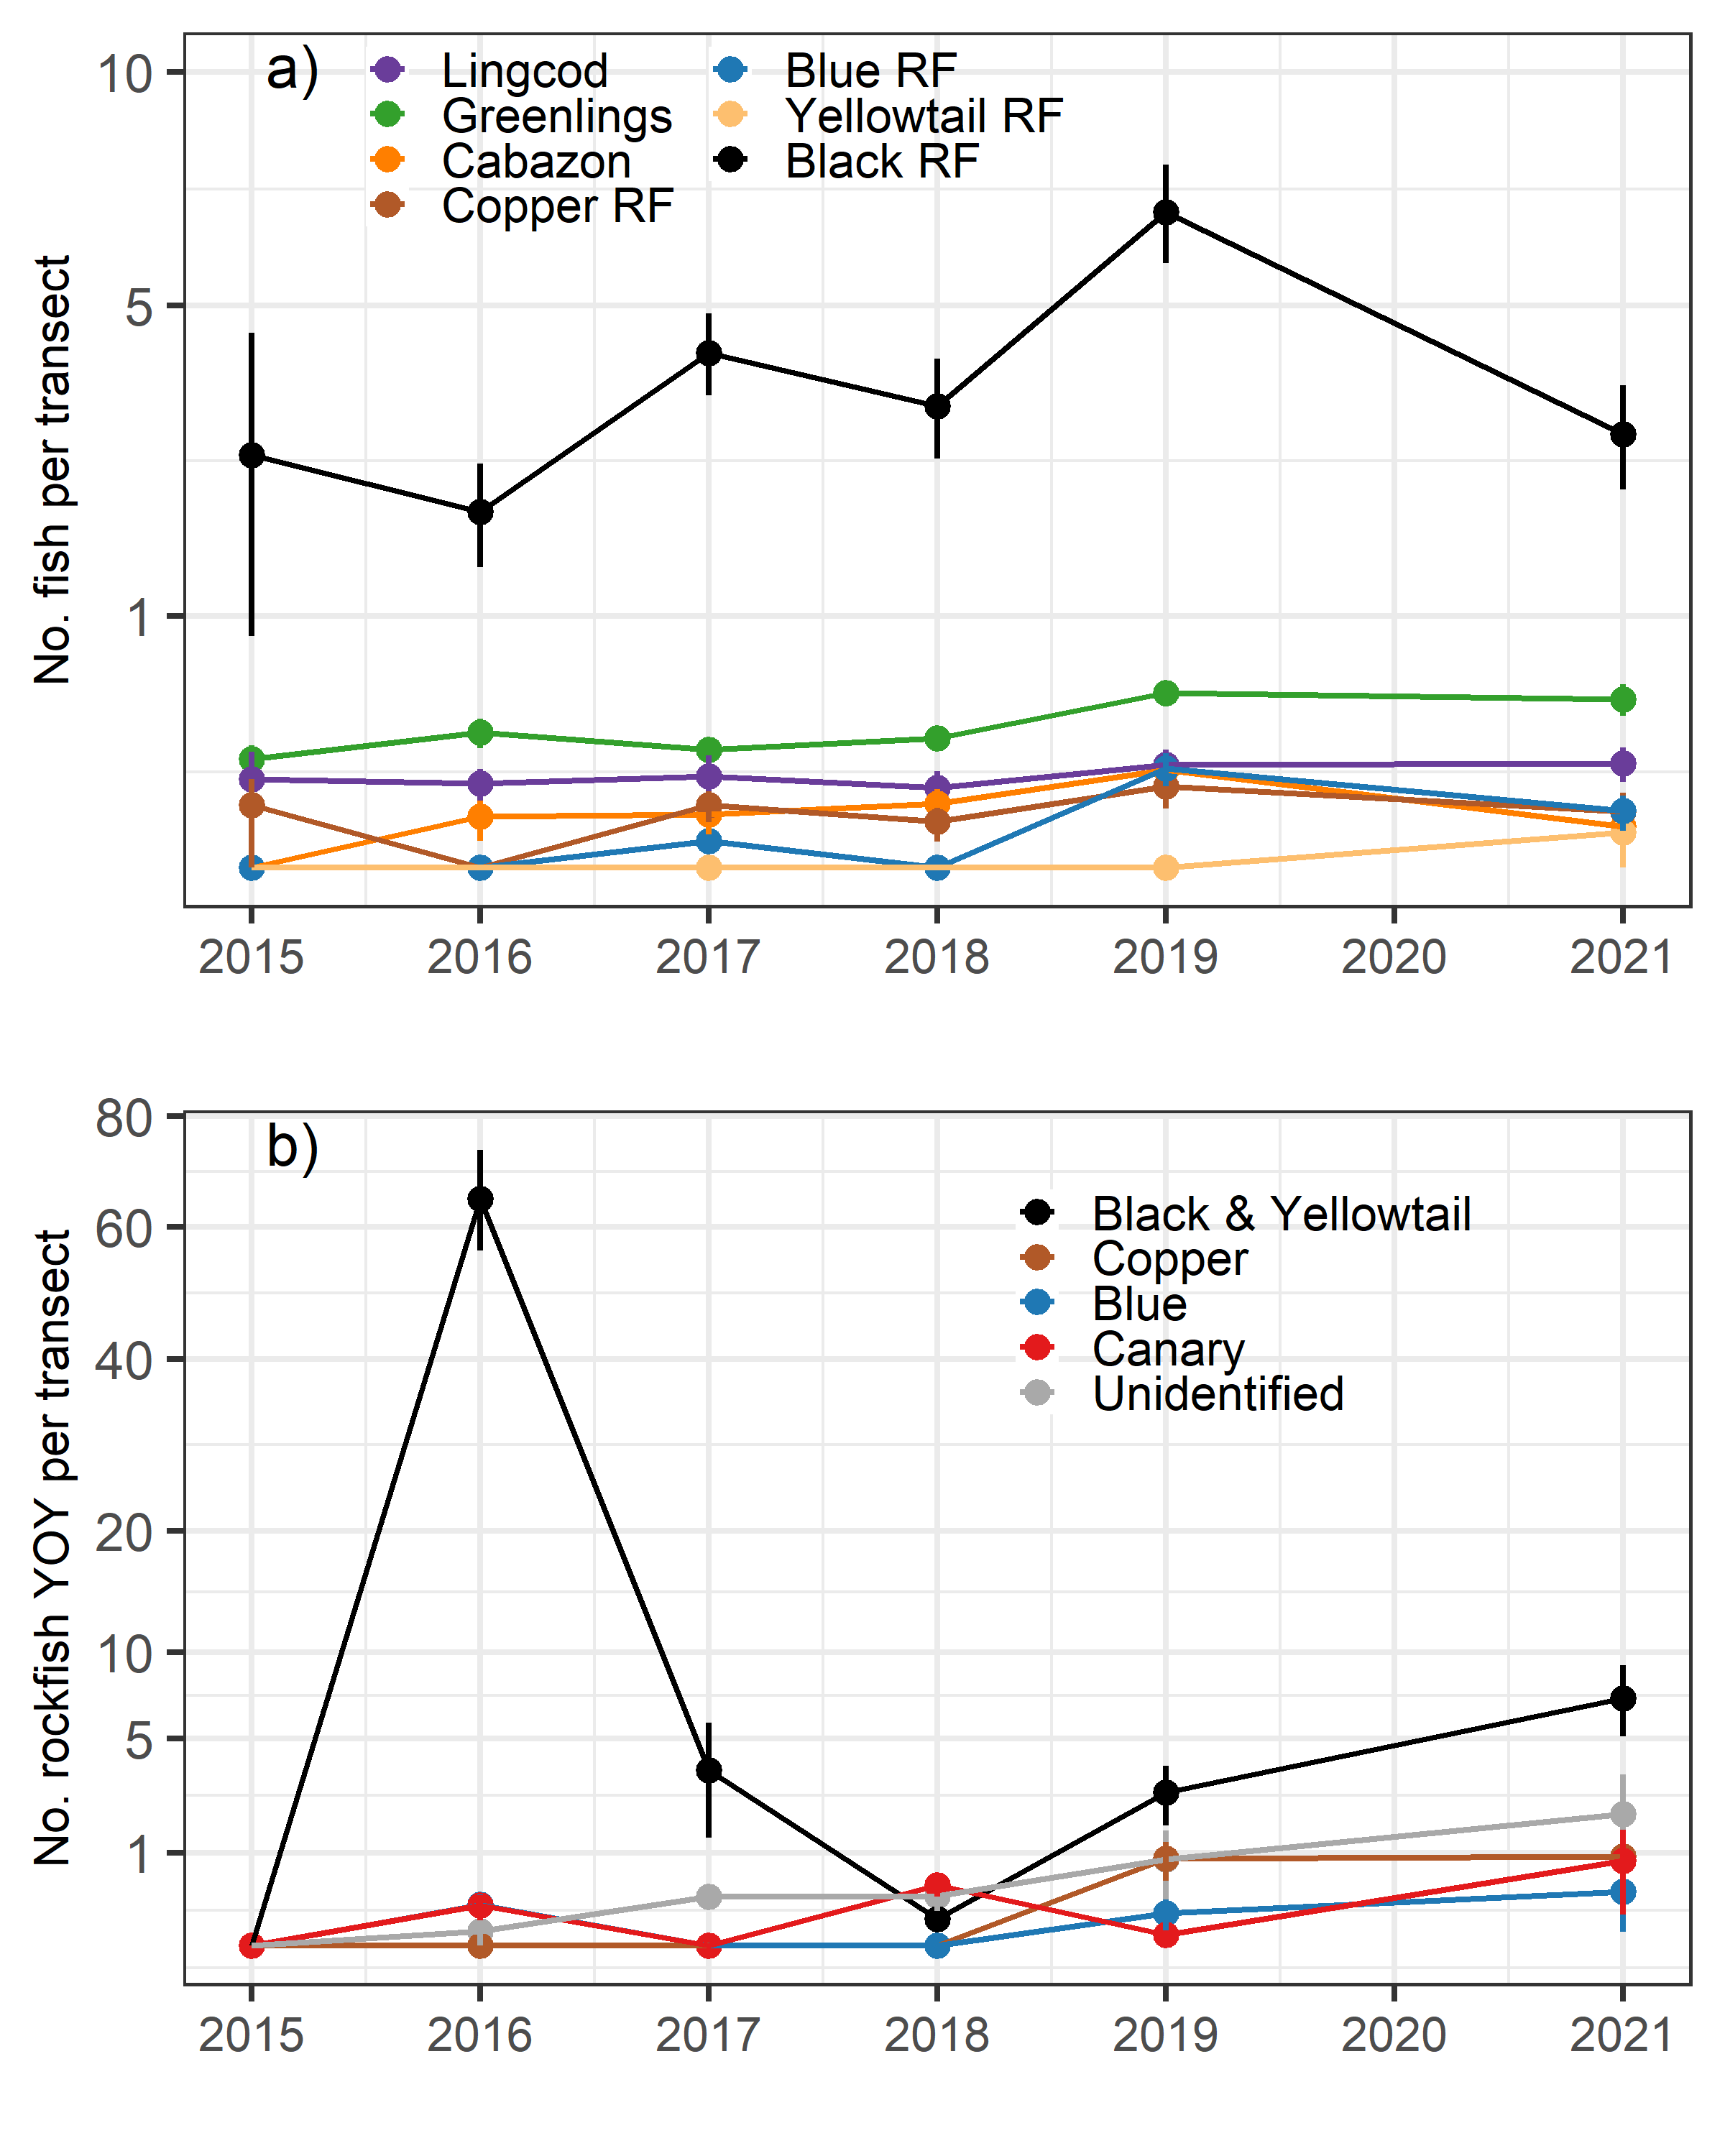 a)
Lingcod
Greenlings
Cabazon
Copper RF
Blue RF
Yellowtail RF
Black RF
No. fish per transect
10
5
1
2015 2016 2017 2018 2019 2020 2021
b)
Black & Yellowtail
Copper
Blue
Canary
Unidentified
No. rockfish YOY per transect
80
60
40
20
10
5
1
2015 2016 2017 2018 2019 2020 2021